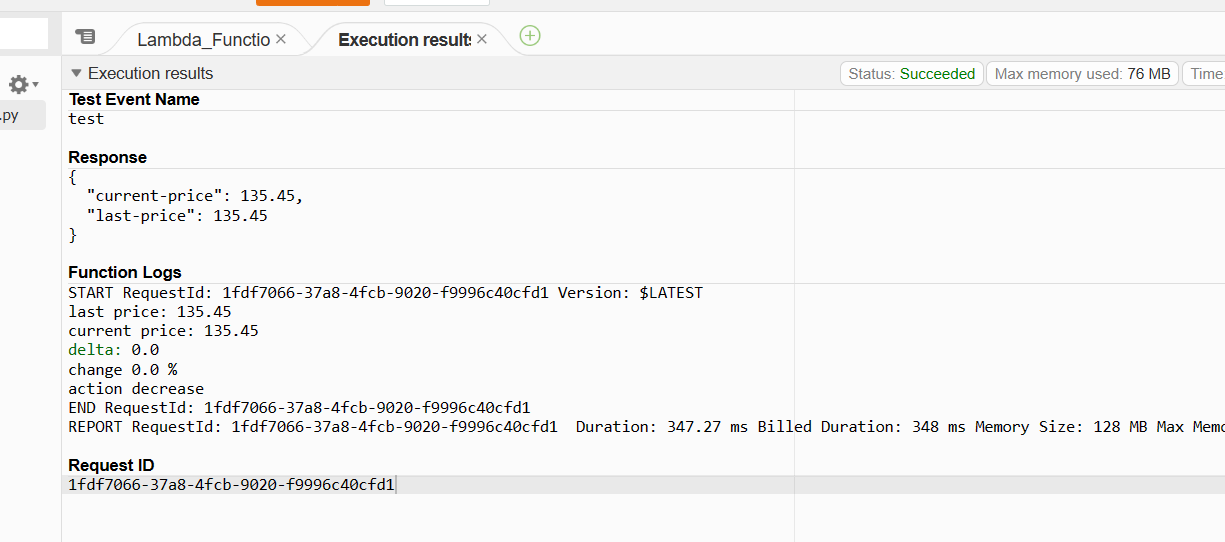 Lambda_Functio ×
Execution results ×
Execution results
Status: Succeeded
Max memory used: 76 MB
Time:
.py
Test Event Name
test
Response
{
  "current-price": 135.45,
  "last-price": 135.45
}
Function Logs
START RequestId: 1fdf7066-37a8-4fcb-9020-f9996c40cfd1 Version: $LATEST
last price: 135.45
current price: 135.45
delta: 0.0
change 0.0 %
action decrease
END RequestId: 1fdf7066-37a8-4fcb-9020-f9996c40cfd1
REPORT RequestId: 1fdf7066-37a8-4fcb-9020-f9996c40cfd1  Duration: 347.27 ms Billed Duration: 348 ms Memory Size: 128 MB Max Memo
Request ID
1fdf7066-37a8-4fcb-9020-f9996c40cfd1